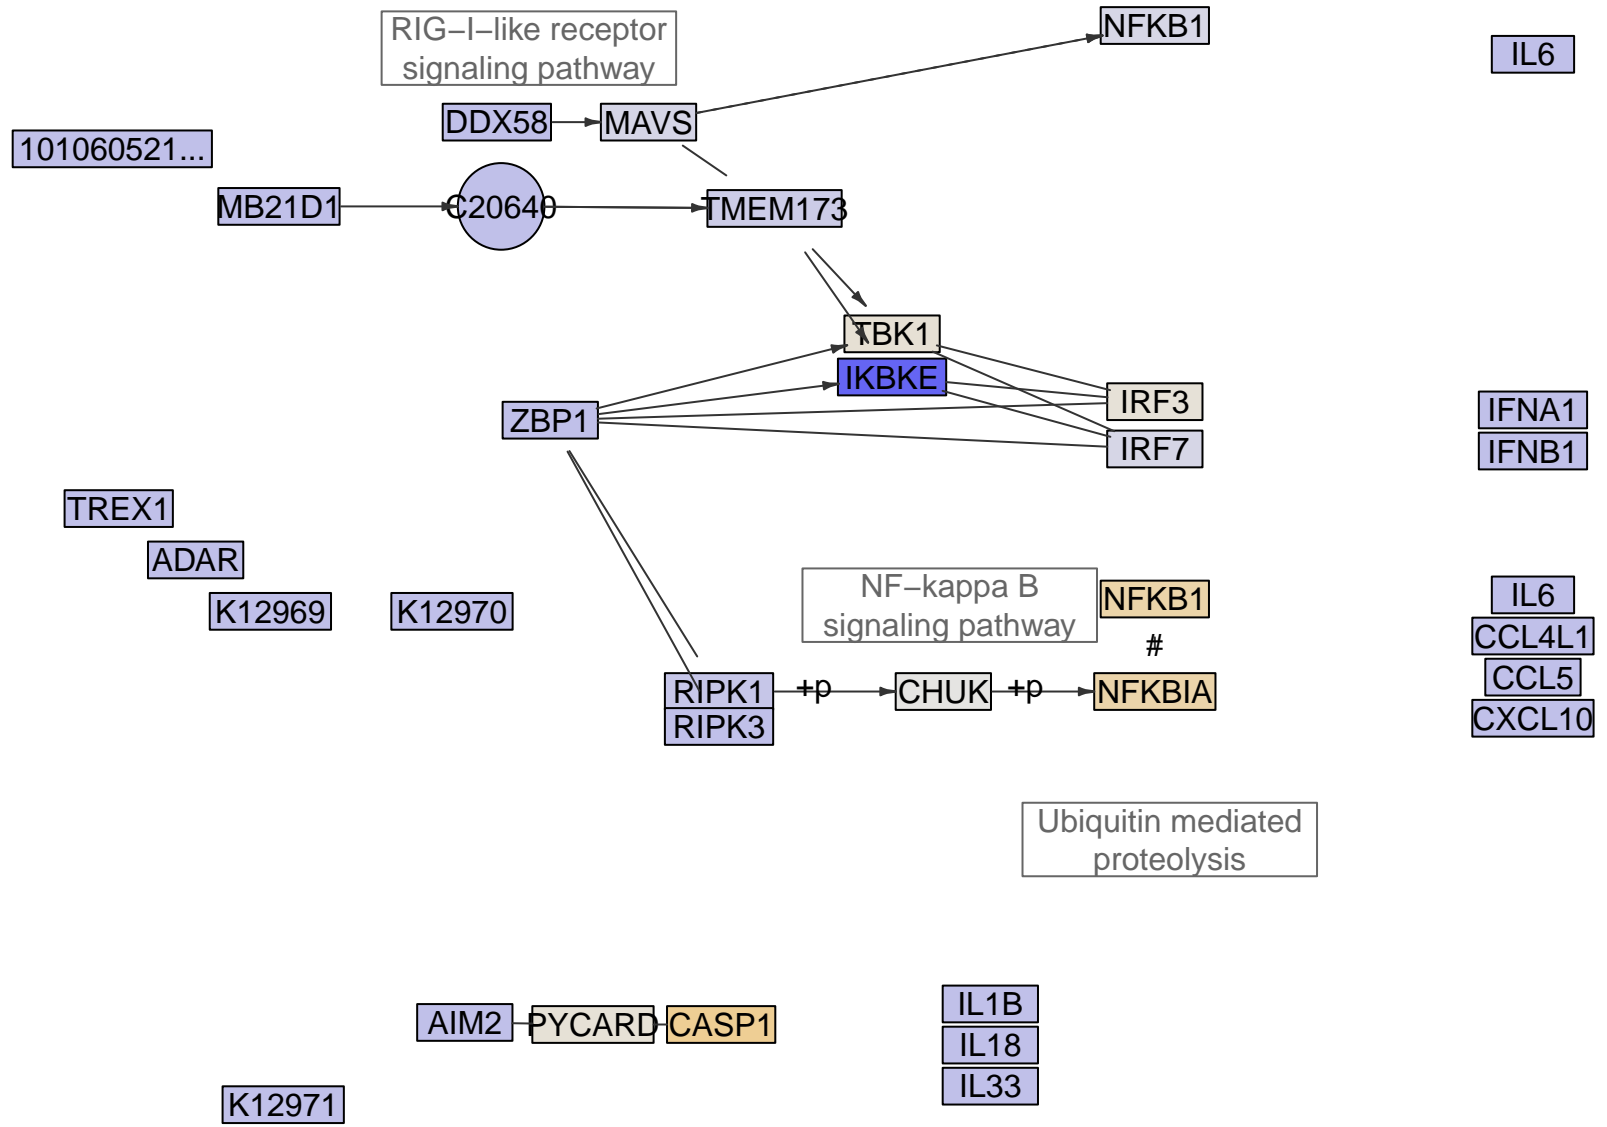 RIG–I–like receptor
signaling pathway
NFKB1
IL6
DDX58
MAVS
101060521...
MB21D1
C20640
TMEM173
TBK1
IKBKE
ZBP1
IRF3
IRF7
IFNA1
IFNB1
TREX1
ADAR
K12969
K12970
NF–kappa B
signaling pathway
NFKB1
#
IL6
CCL4L1
CCL5
CXCL10
RIPK1
+p
CHUK
+p
NFKBIA
RIPK3
Ubiquitin mediated
proteolysis
AIM2
PYCARD
CASP1
IL1B
IL18
IL33
K12971